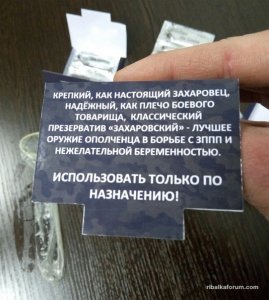 КРЕПКИЙ, КАК НАСТОЯЩИЙ ЗАХАРОВЕЦ,
НАДЁЖНЫЙ, КАК ПЛЕЧО БОЕВОГО
ТОВАРИЩА, КЛАССИЧЕСКИЙ
ПРЕЗЕРВАТИВ «ЗАХАРОВСКИЙ» - ЛУЧШЕЕ
ОРУЖИЕ ОПОЛЧЕНЦА В БОРЬБЕ С ЗППП И
НЕЖЕЛАТЕЛЬНОЙ БЕРЕМЕННОСТЬЮ.
ИСПОЛЬЗОВАТЬ ТОЛЬКО ПО
НАЗНАЧЕНИЮ!
ribalkaforum.com